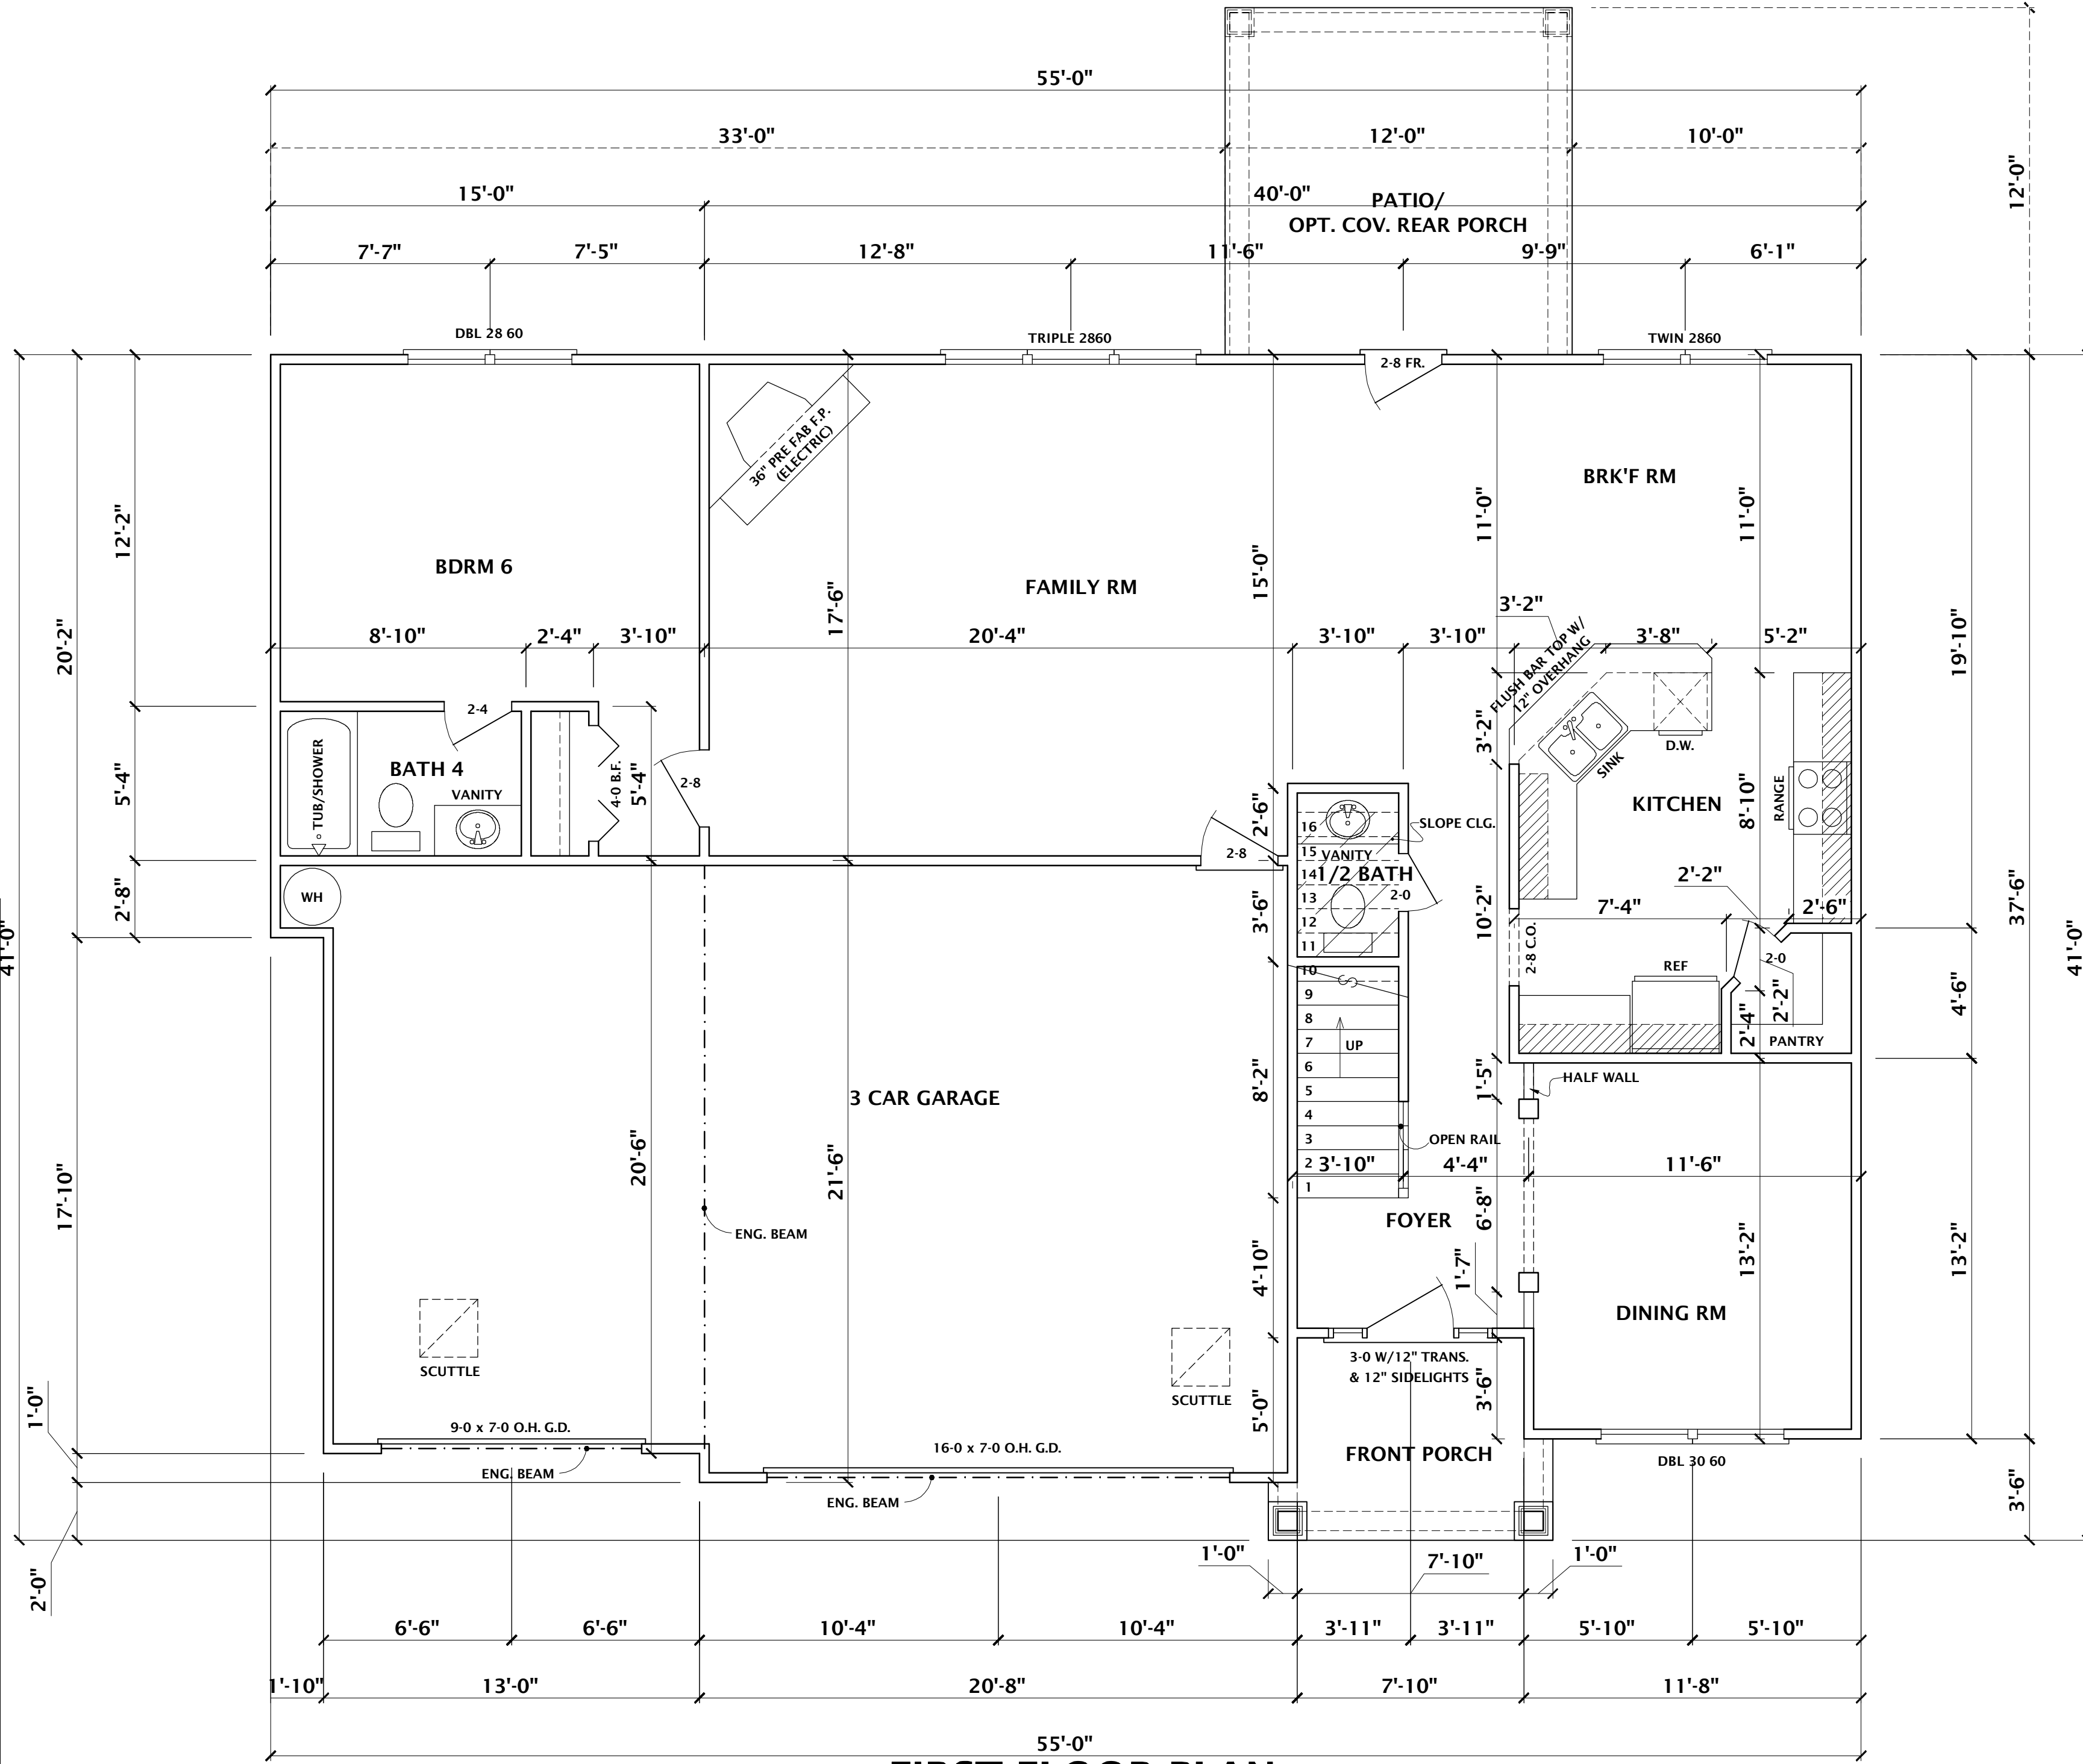 55'-0"
33'-0"
12'-0"
10'-0"
12'-0"
15'-0"
40'-0"
PATIO/
OPT. COV. REAR PORCH
7'-7"
7'-5"
12'-8"
11'-6"
9'-9"
6'-1"
DBL 28 60
TRIPLE 2860
TWIN 2860
2-8 FR.
36" PRE FAB F.P.
(ELECTRIC)
BRK'F RM
BDRM 6
FAMILY RM
12'-2"
20'-2"
17'-6"
15'-0"
11'-0"
11'-0"
19'-10"
3'-2"
8'-10"
2'-4"
3'-10"
20'-4"
3'-10"
3'-10"
3'-8"
5'-2"
FLUSH BAR TOP W/
12" OVERHANG
2-4
3'-2"
D.W.
SINK
BATH 4
TUB/SHOWER
VANITY
4-0 B.F.
5'-4"
5'-4"
2-8
2'-6"
KITCHEN
RANGE
8'-10"
SLOPE CLG.
16
15
VANITY
14
1/2 BATH
13
12
11
10
9
8
7
6
5
4
3
2
1
2-8
2-0
2'-2"
WH
2'-8"
3'-6"
10'-2"
7'-4"
2'-6"
37'-6"
41'-0"
41'-0"
2-8 C.O.
REF
2-0
2'-2"
2'-4"
PANTRY
4'-6"
UP
8'-2"
1'-5"
HALF WALL
3 CAR GARAGE
OPEN RAIL
17'-10"
20'-6"
21'-6"
3'-10"
4'-4"
11'-6"
6'-8"
FOYER
ENG. BEAM
4'-10"
1'-7"
13'-2"
13'-2"
DINING RM
SCUTTLE
SCUTTLE
3-0 W/12" TRANS.
& 12" SIDELIGHTS
3'-6"
5'-0"
1'-0"
9-0 x 7-0 O.H. G.D.
16-0 x 7-0 O.H. G.D.
FRONT PORCH
DBL 30 60
ENG. BEAM
ENG. BEAM
3'-6"
2'-0"
1'-0"
7'-10"
1'-0"
6'-6"
6'-6"
10'-4"
10'-4"
3'-11"
3'-11"
5'-10"
5'-10"
1'-10"
13'-0"
20'-8"
7'-10"
11'-8"
55'-0"
FIRST FLOOR PLAN